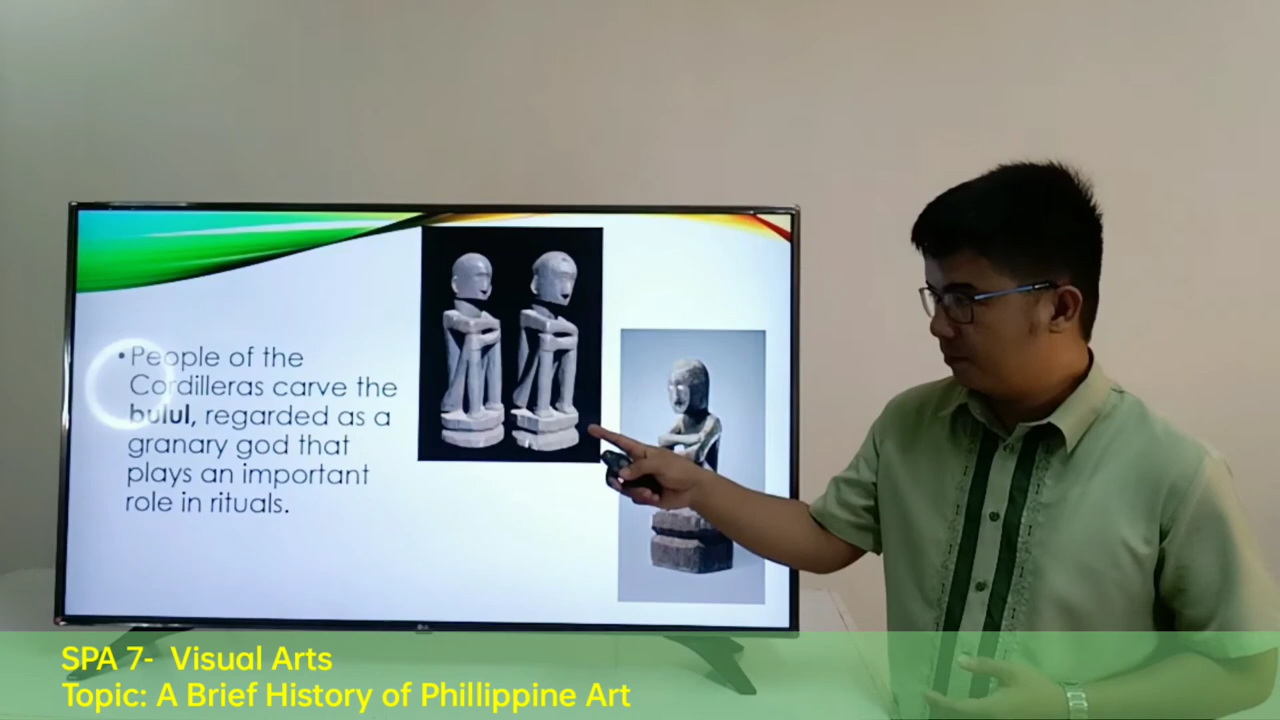 •People of the
Cordilleras carve the
bulul, regarded as a
granary god that
plays an important
role in rituals.
LG
SPA 7- Visual Arts
Topic: A Brief History of Phillippine Art